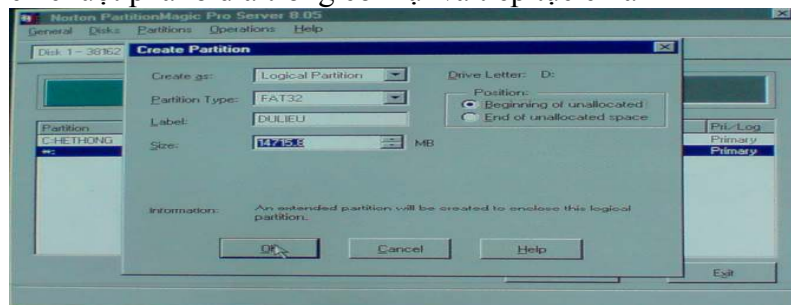 Norton PartitionMagic Pro Server 8.05
General Disks Partitions Operations Help
Disk 1 - 38162
Create Partition
Create as: Logical Partition
Drive Letter: D:
Partition Type: FAT32
Position:
Beginning of unallocated
End of unallocated space
Label: DULIEU
Size: 14715.8 MB
Partition
Pri/Log
C:HETHONG
Primary
*:
Primary
Information: An extended partition will be created to enclose this logical
partition.
OK Cancel Help
Exit